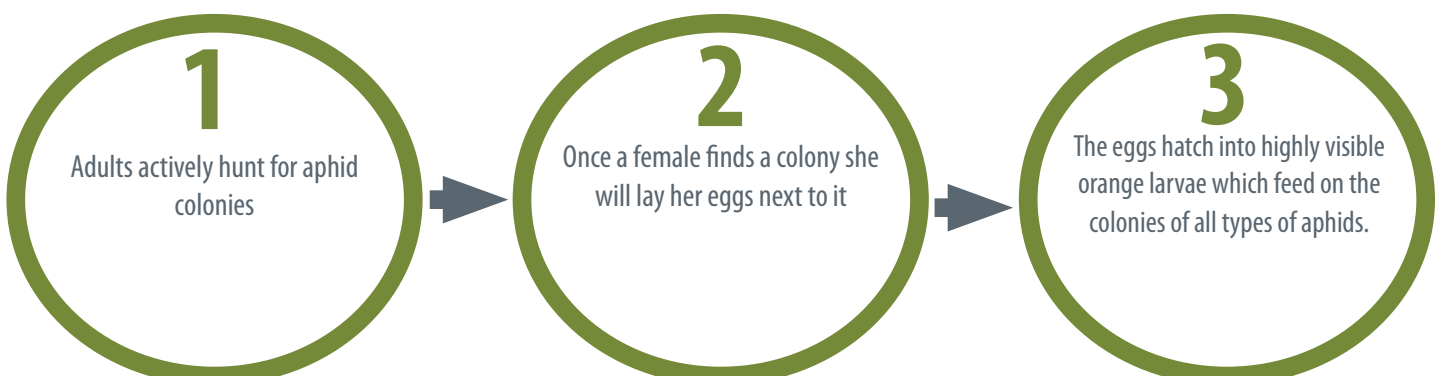 1
Adults actively hunt for aphid
colonies
2
Once a female finds a colony she
will lay her eggs next to it
3
The eggs hatch into highly visible
orange larvae which feed on the
colonies of all types of aphids.